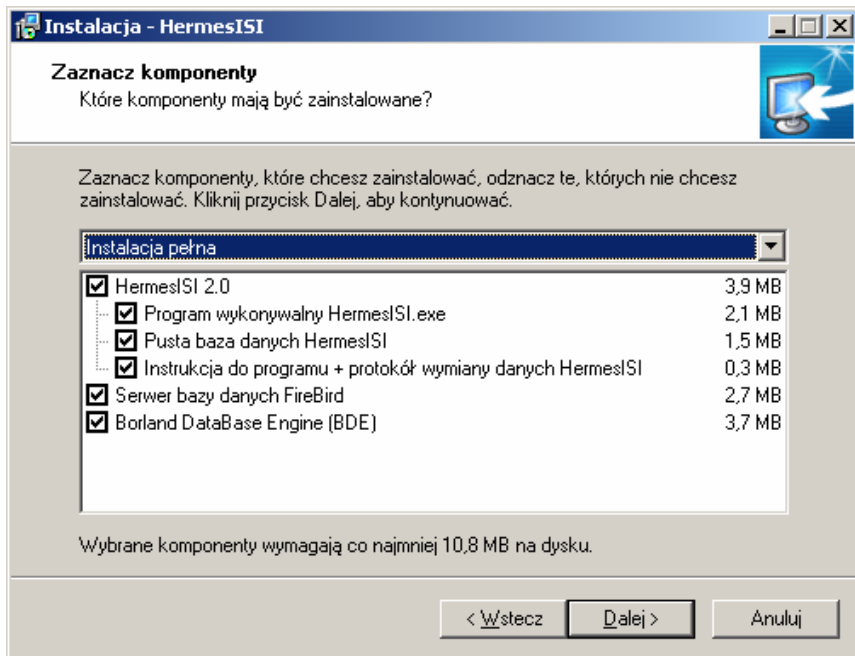 Instalacja - HermesISI
Zaznacz komponenty
Które komponenty mają być zainstalowane?
Zaznacz komponenty, które chcesz zainstalować, odznacz te, których nie chcesz
zainstalować. Kliknij przycisk Dalej, aby kontynuować.
Instalacja pełna
HermesISI 2.0 3,9 MB
Program wykonywalny HermesISI.exe 2,1 MB
Pusta baza danych HermesISI 1,5 MB
Instrukcja do programu + protokół wymiany danych HermesISI 0,3 MB
Serwer bazy danych FireBird 2,7 MB
Borland DataBase Engine (BDE) 3,7 MB
Wybrane komponenty wymagają co najmniej 10,8 MB na dysku.
< Wstecz Dalej > Anuluj